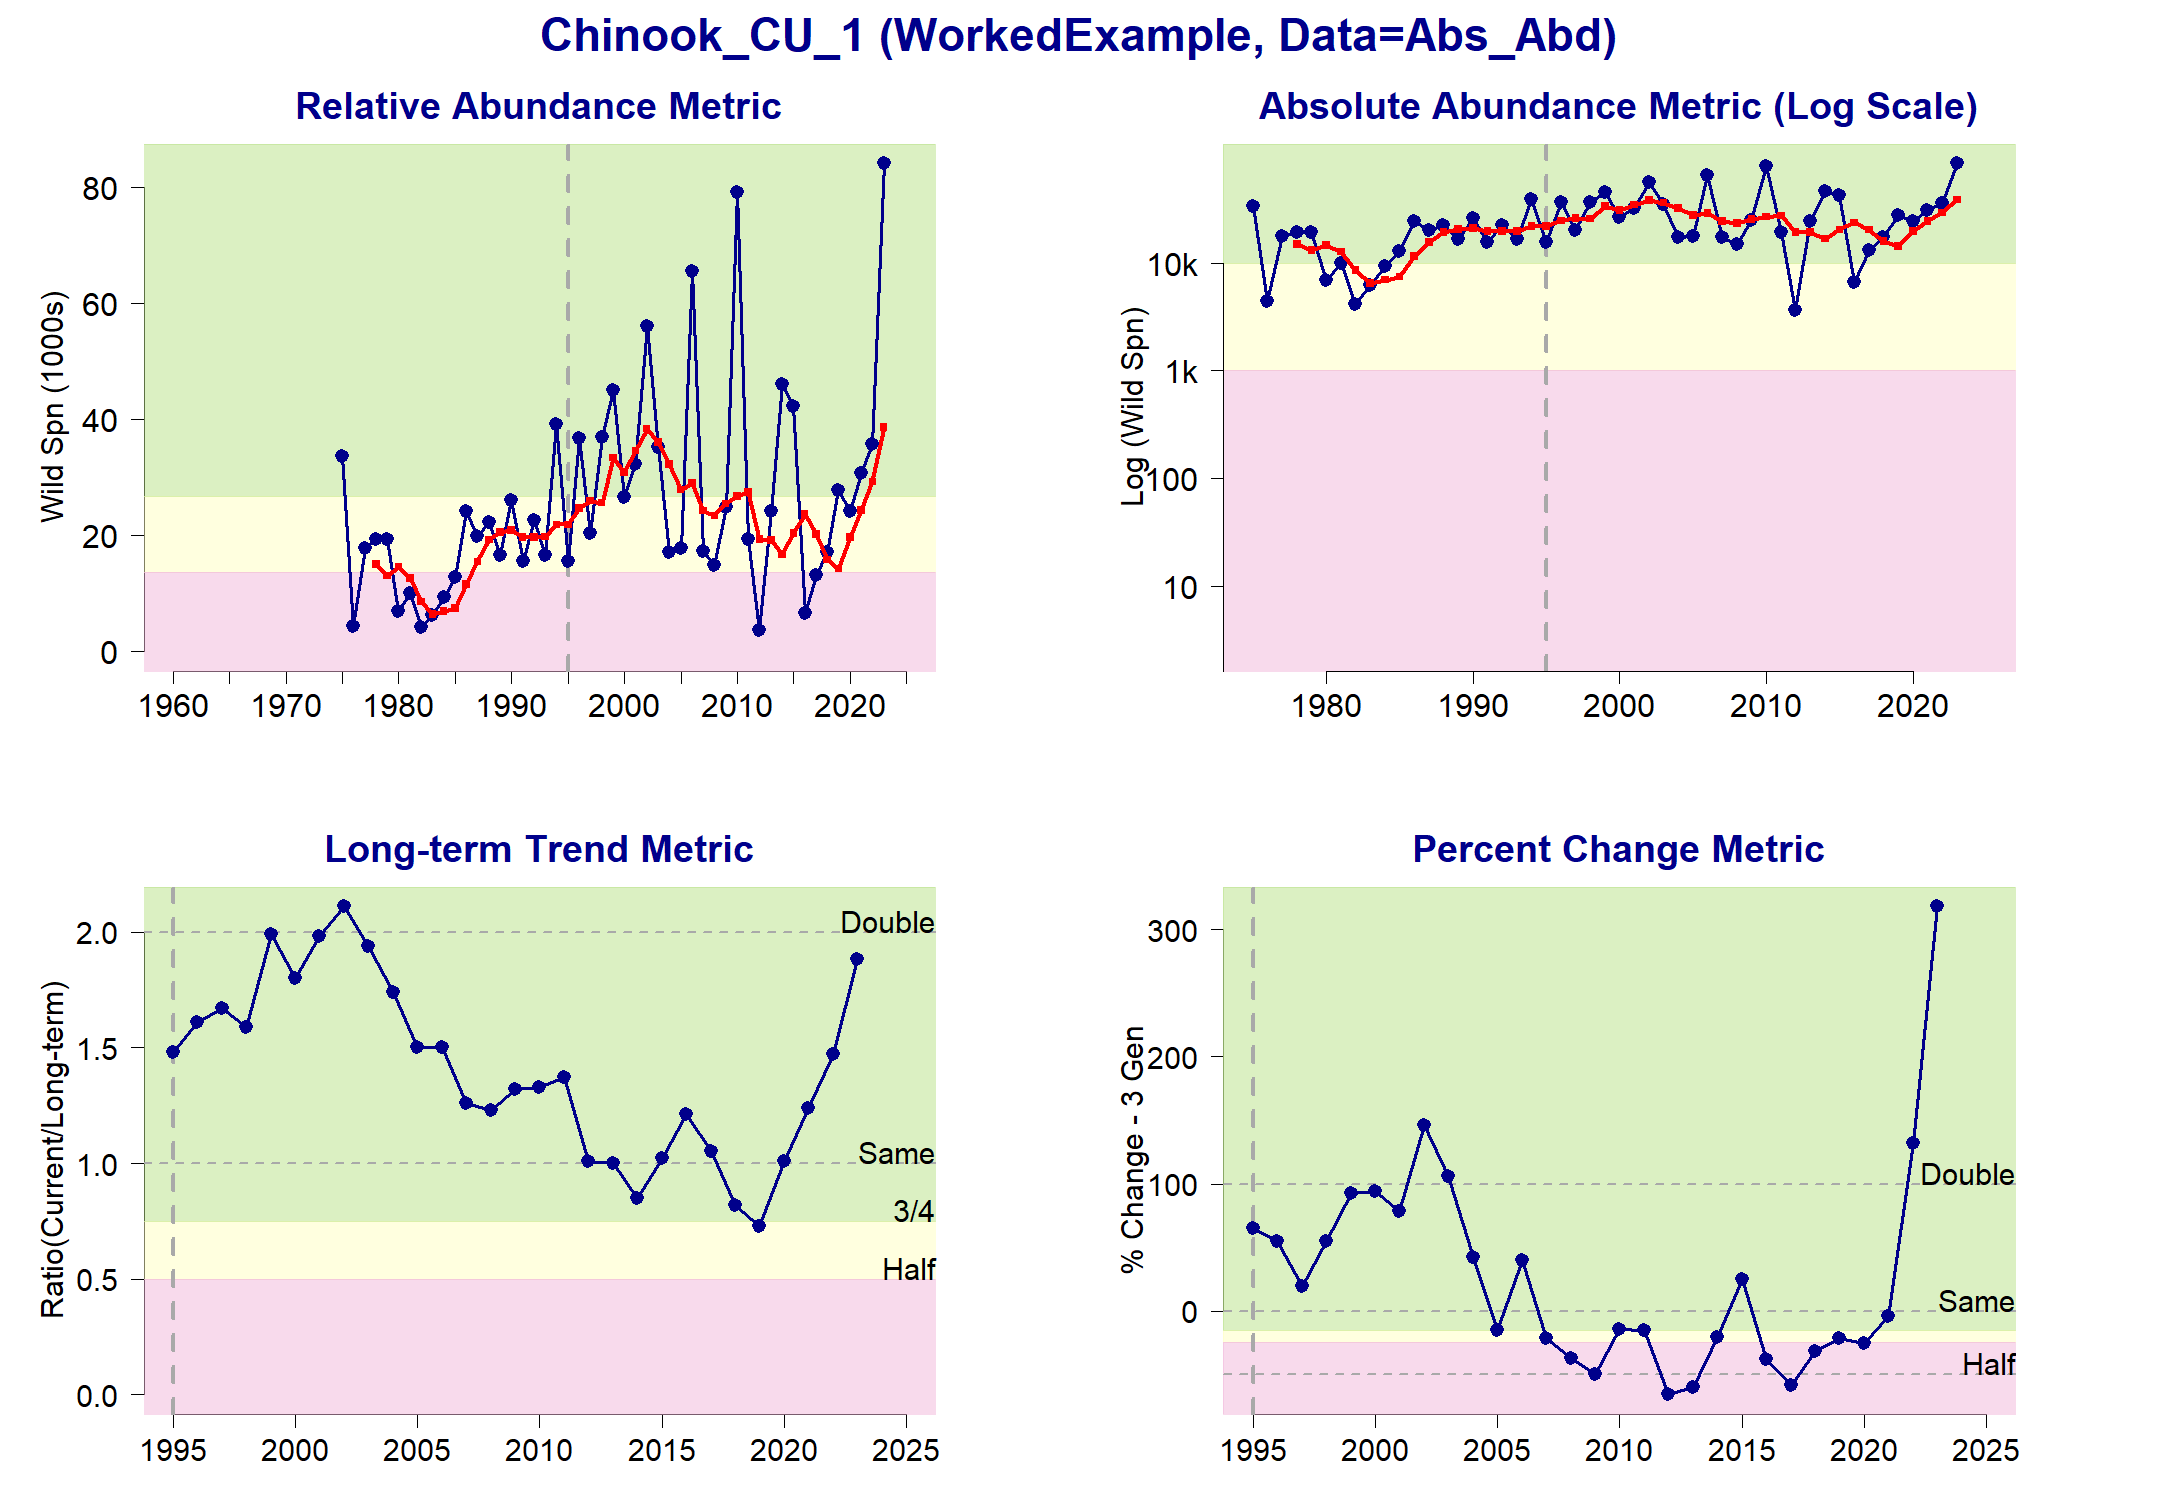 Chinook_CU_1 (WorkedExample, Data=Abs_Abd)
Relative Abundance Metric
Wild Spn (1000s)
80
60
40
20
0
1960 1970 1980 1990 2000 2010 2020
Absolute Abundance Metric (Log Scale)
Log (Wild Spn)
10k
1k
100
10
1980 1990 2000 2010 2020
Long-term Trend Metric
Ratio(Current/Long-term)
2.0
1.5
1.0
0.5
0.0
Double
Same
3/4
Half
1995 2000 2005 2010 2015 2020 2025
Percent Change Metric
% Change - 3 Gen
300
200
100
0
Double
Same
Half
1995 2000 2005 2010 2015 2020 2025